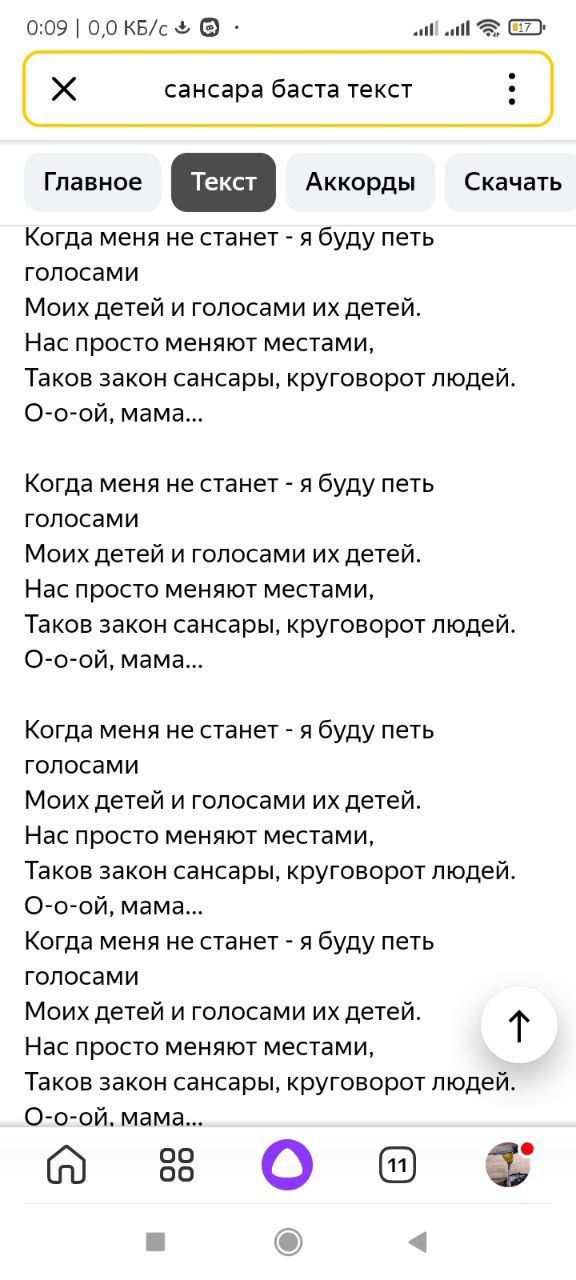 0:09 | 0,0 КБ/с
17
сансара баста текст
Главное Текст Аккорды Скачать
Когда меня не станет - я буду петь
голосами
Моих детей и голосами их детей.
Нас просто меняют местами,
Таков закон сансары, круговорот людей.
О-о-ой, мама...
Когда меня не станет - я буду петь
голосами
Моих детей и голосами их детей.
Нас просто меняют местами,
Таков закон сансары, круговорот людей.
О-о-ой, мама...
Когда меня не станет - я буду петь
голосами
Моих детей и голосами их детей.
Нас просто меняют местами,
Таков закон сансары, круговорот людей.
О-о-ой, мама...
Когда меня не станет - я буду петь
голосами
Моих детей и голосами их детей.
Нас просто меняют местами,
Таков закон сансары, круговорот людей.
О-о-ой, мама...
11